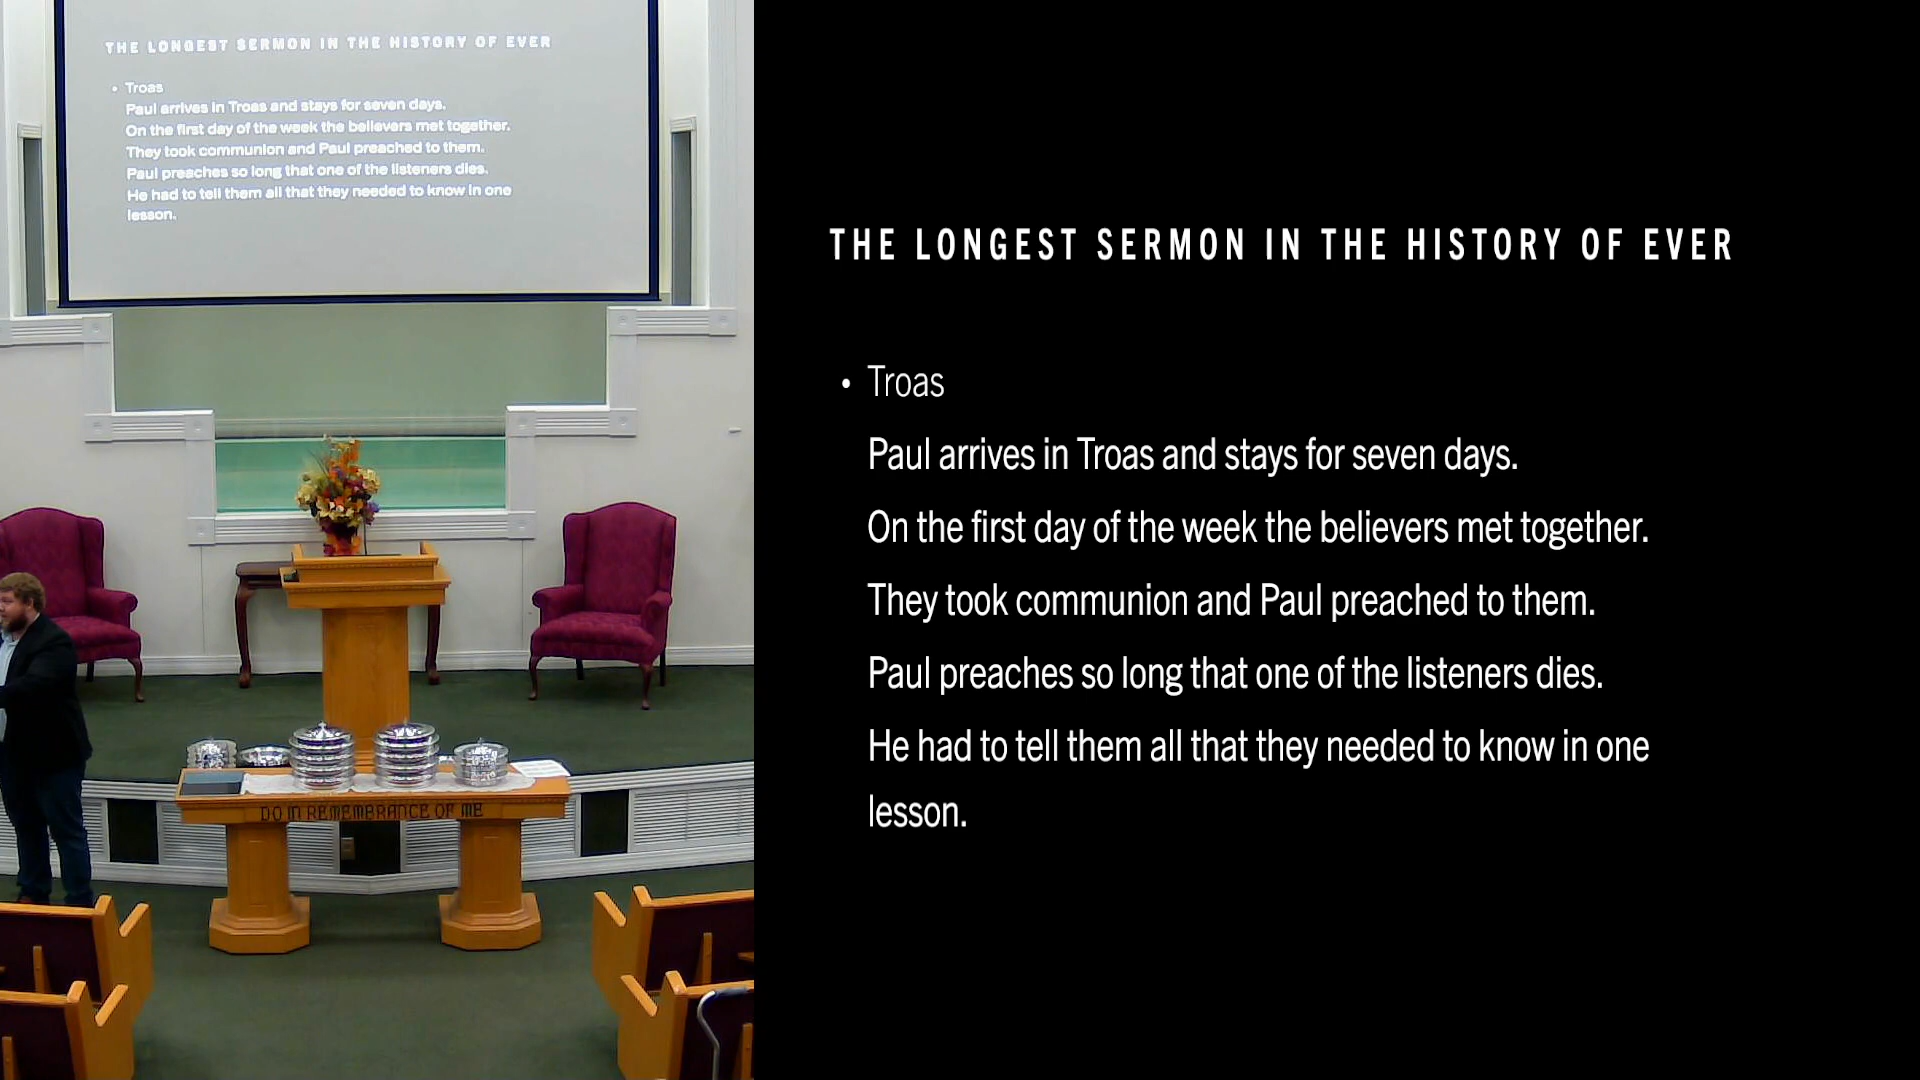 THE LONGEST SERMON IN THE HISTORY OF EVER
• Troas
Paul arrives in Troas and stays for seven days.
On the first day of the week the believers met together.
They took communion and Paul preached to them.
Paul preaches so long that one of the listeners dies.
He had to tell them all that they needed to know in one
lesson.
DO IN REMEMBRANCE OF ME
THE LONGEST SERMON IN THE HISTORY OF EVER
• Troas
Paul arrives in Troas and stays for seven days.
On the first day of the week the believers met together.
They took communion and Paul preached to them.
Paul preaches so long that one of the listeners dies.
He had to tell them all that they needed to know in one
lesson.